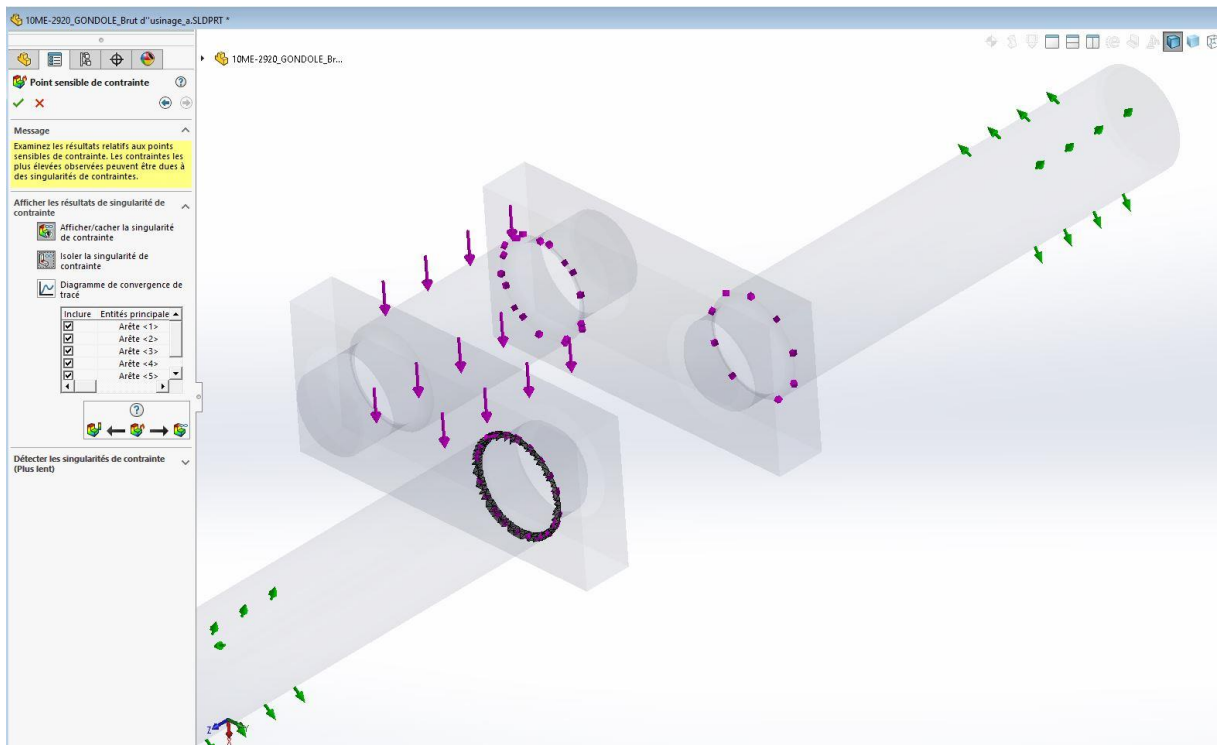 10ME-2920_GONDOLE_Brut d''usinage_a.SLDPRT *
10ME-2920_GONDOLE_Br...
Point sensible de contrainte
Message
Examinez les résultats relatifs aux points
sensibles de contrainte. Les contraintes les
plus élevées observées peuvent être dues à
des singularités de contraintes.
Afficher les résultats de singularité de
contrainte
Afficher/cacher la singularité
de contrainte
Isoler la singularité de
contrainte
Diagramme de convergence de
tracé
Inclure Entités principale
Arête <1>
Arête <2>
Arête <3>
Arête <4>
Arête <5>
Détecter les singularités de contrainte
(Plus lent)
Z
X